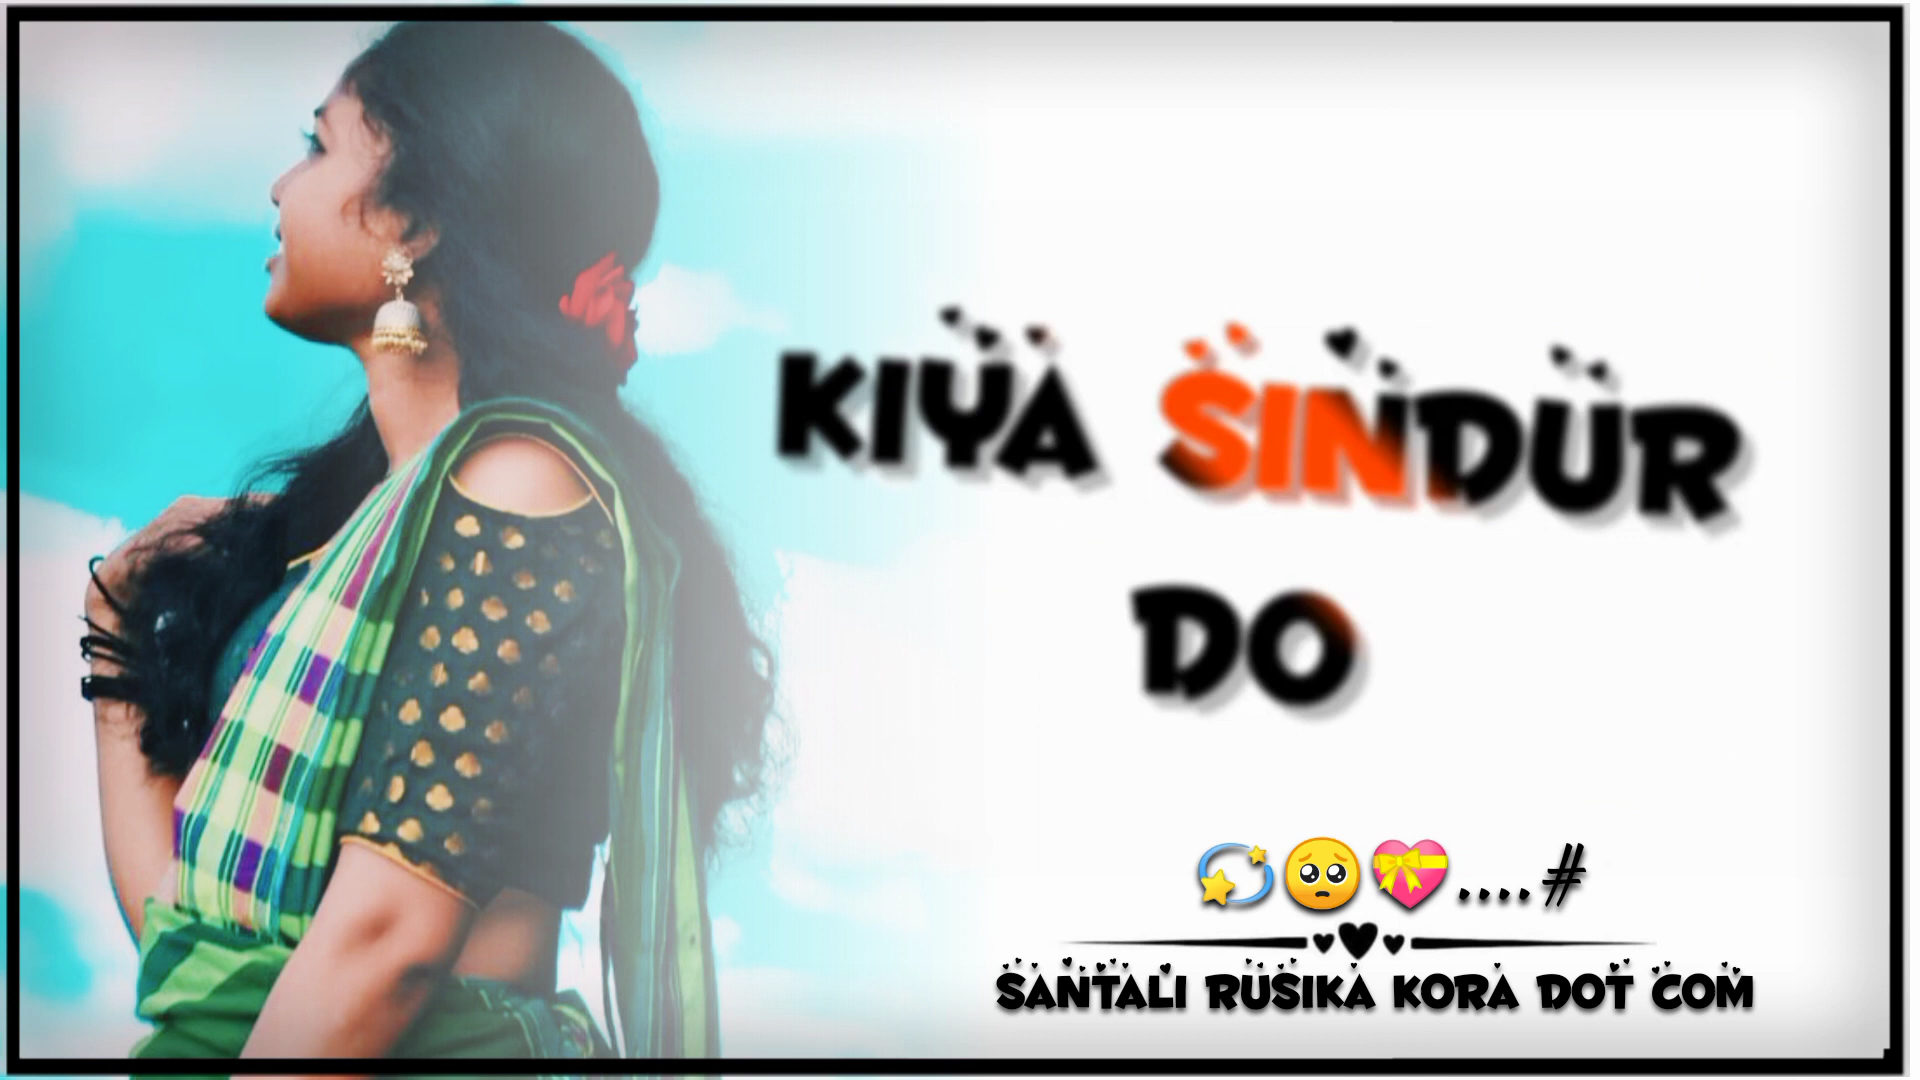 KIYA SINDUR
DO
💫🥺💝....#
SANTALI RUSIKA KORA DOT COM